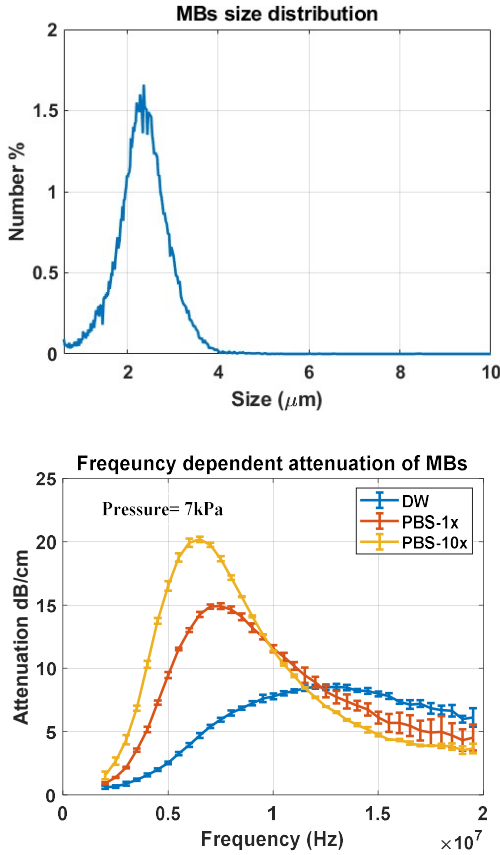 MBs size distribution
2
1.5
1
0.5
0
Number %
2
4
6
8
10
Size (μm)
Freqeuncy dependent attenuation of MBs
25
20
15
10
5
0
Attenuation dB/cm
Pressure= 7kPa
DW
PBS-1x
PBS-10x
0
0.5
1
1.5
2
×10⁷
Frequency (Hz)